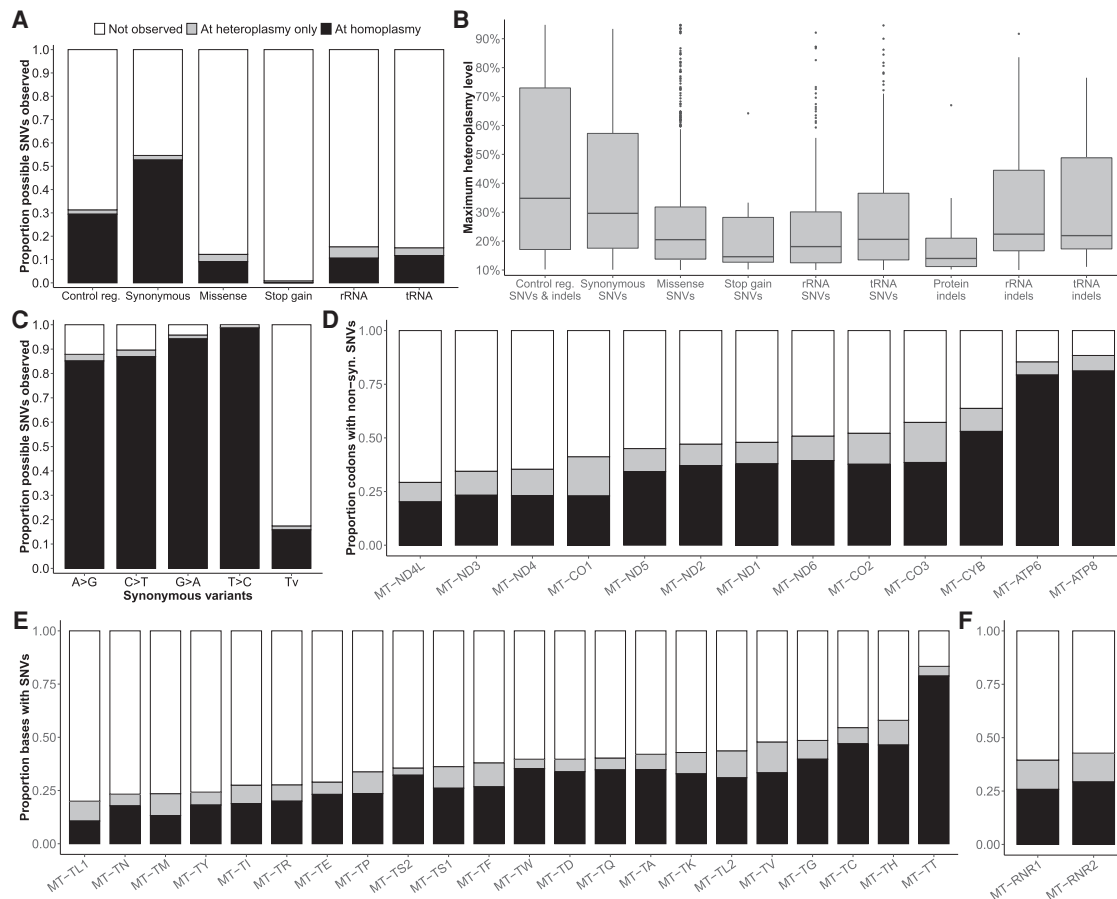 A
Not observed At heteroplasmy only At homoplasmy
Proportion possible SNVs observed
1.0
0.9
0.8
0.7
0.6
0.5
0.4
0.3
0.2
0.1
0.0
Control reg. Synonymous Missense Stop gain rRNA tRNA
B
Maximum heteroplasmy level
90%
80%
70%
60%
50%
40%
30%
20%
10%
Control reg. Synonymous Missense Stop gain rRNA tRNA Protein rRNA tRNA
SNVs & indels SNVs SNVs SNVs SNVs SNVs indels indels indels
C
Proportion possible SNVs observed
1.0
0.9
0.8
0.7
0.6
0.5
0.4
0.3
0.2
0.1
0.0
A>G C>T G>A T>C Tv
Synonymous variants
D
Proportion codons with non−syn. SNVs
1.00
0.75
0.50
0.25
0.00
MT−ND4L MT−ND3 MT−ND4 MT−CO1 MT−ND5 MT−ND2 MT−ND1 MT−ND6 MT−CO2 MT−CO3 MT−CYB MT−ATP6 MT−ATP8
E
Proportion bases with SNVs
1.00
0.75
0.50
0.25
0.00
MT−TL1 MT−TN MT−TM MT−TY MT−TI MT−TR MT−TE MT−TP MT−TS2 MT−TS1 MT−TF MT−TW MT−TD MT−TQ MT−TA MT−TK MT−TL2 MT−TV MT−TG MT−TC MT−TH MT−TT
F
1.00
0.75
0.50
0.25
0.00
MT−RNR1 MT−RNR2